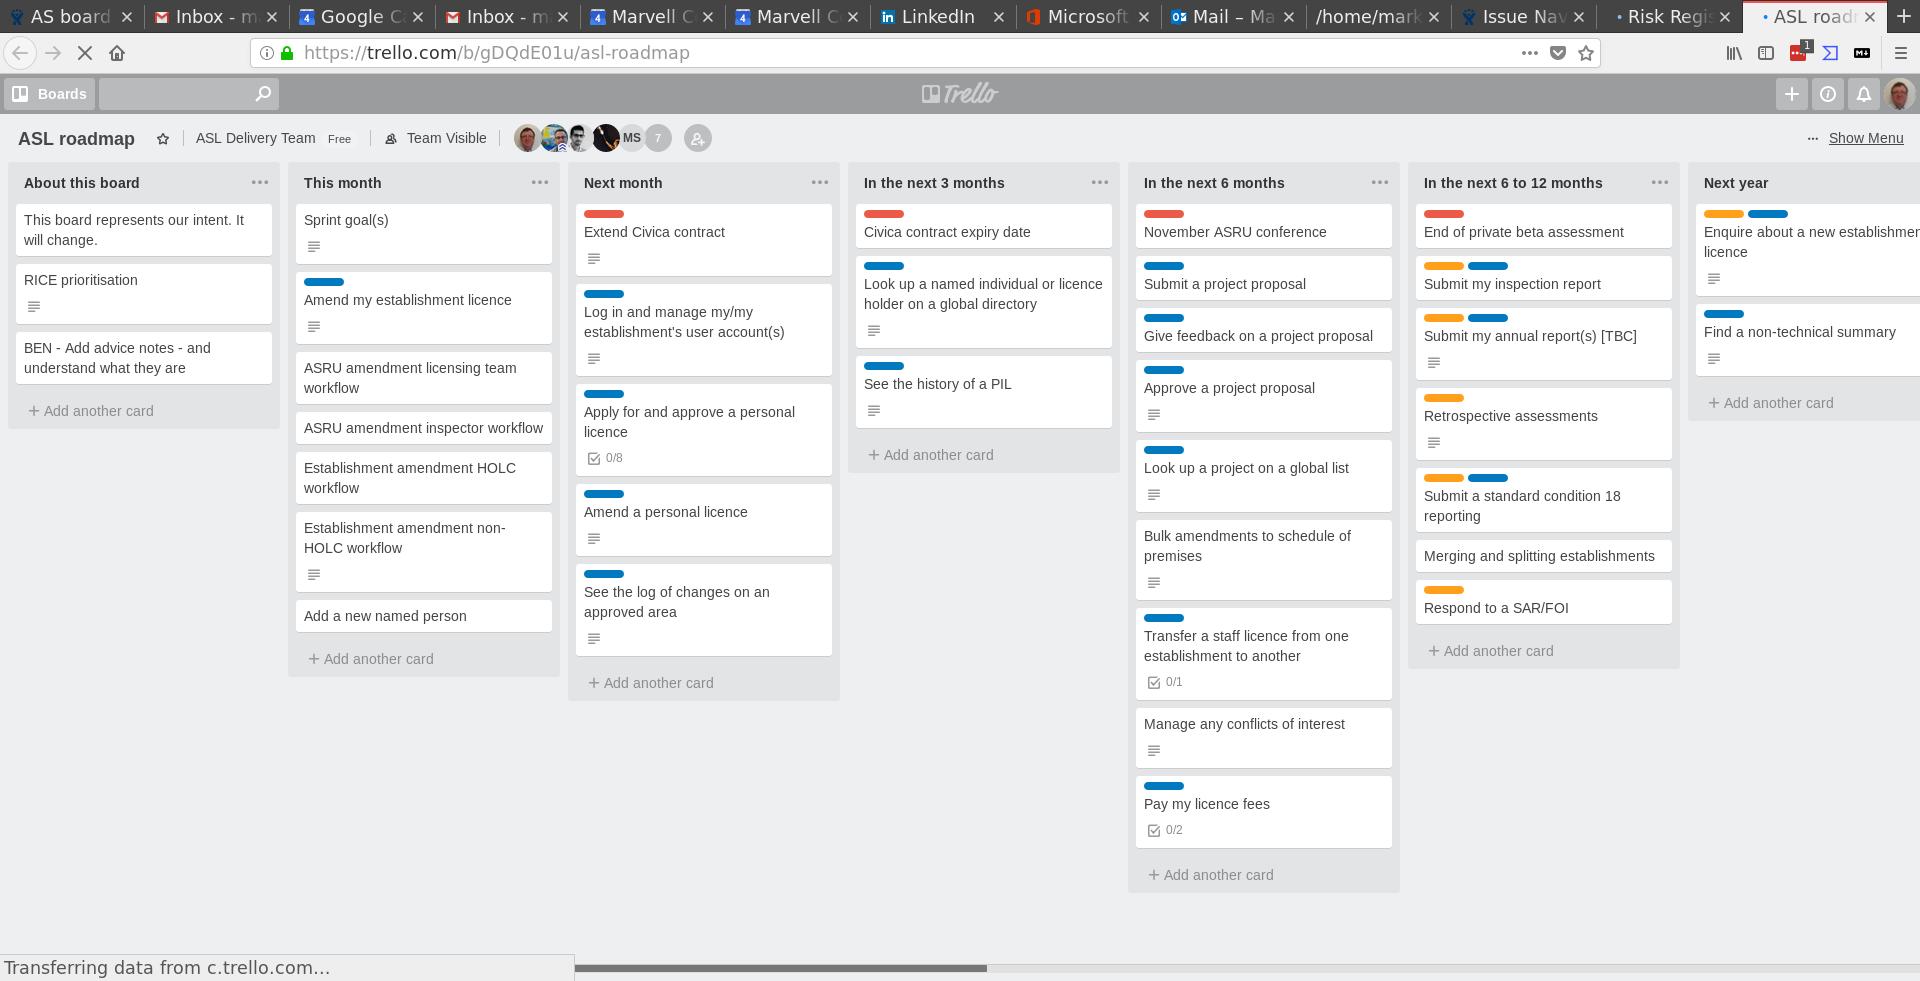 AS board
Inbox - m
Google C
Inbox - m
Marvell C
Marvell C
LinkedIn
Microsoft
Mail – Ma
/home/mark
Issue Nav
Risk Regis
ASL road
https://trello.com/b/gDQdE01u/asl-roadmap
1
Boards
Trello
ASL roadmap
ASL Delivery Team Free
Team Visible
MS
7
Show Menu
About this board
This board represents our intent. It
will change.
RICE prioritisation
BEN - Add advice notes - and
understand what they are
+ Add another card
This month
Sprint goal(s)
Amend my establishment licence
ASRU amendment licensing team
workflow
ASRU amendment inspector workflow
Establishment amendment HOLC
workflow
Establishment amendment non-
HOLC workflow
Add a new named person
+ Add another card
Next month
Extend Civica contract
Log in and manage my/my
establishment's user account(s)
Apply for and approve a personal
licence
0/8
Amend a personal licence
See the log of changes on an
approved area
+ Add another card
In the next 3 months
Civica contract expiry date
Look up a named individual or licence
holder on a global directory
See the history of a PIL
+ Add another card
In the next 6 months
November ASRU conference
Submit a project proposal
Give feedback on a project proposal
Approve a project proposal
Look up a project on a global list
Bulk amendments to schedule of
premises
Transfer a staff licence from one
establishment to another
0/1
Manage any conflicts of interest
Pay my licence fees
0/2
+ Add another card
In the next 6 to 12 months
End of private beta assessment
Submit my inspection report
Submit my annual report(s) [TBC]
Retrospective assessments
Submit a standard condition 18
reporting
Merging and splitting establishments
Respond to a SAR/FOI
+ Add another card
Next year
Enquire about a new establishmen
licence
Find a non-technical summary
+ Add another card
Transferring data from c.trello.com...